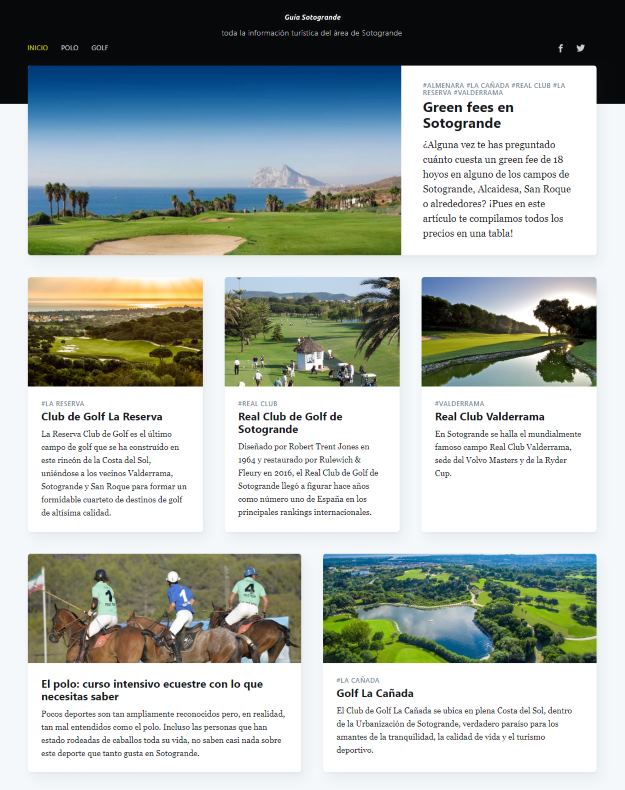 Guía Sotogrande
toda la información turística del área de Sotogrande
INICIO POLO GOLF
#ALMENARA #LA CAÑADA #REAL CLUB #LA
RESERVA #VALDERRAMA
Green fees en
Sotogrande
¿Alguna vez te has preguntado
cuánto cuesta un green fee de 18
hoyos en alguno de los campos de
Sotogrande, Alcaidesa, San Roque
o alrededores? ¡Pues en este
artículo te compilamos todos los
precios en una tabla!
#LA RESERVA
Club de Golf La Reserva
La Reserva Club de Golf es el último
campo de golf que se ha construido en
este rincón de la Costa del Sol,
uniéndose a los vecinos Valderrama,
Sotogrande y San Roque para formar un
formidable cuarteto de destinos de golf
de altísima calidad.
#REAL CLUB
Real Club de Golf de
Sotogrande
Diseñado por Robert Trent Jones en
1964 y restaurado por Rulewich &
Fleury en 2016, el Real Club de Golf de
Sotogrande llegó a figurar hace años
como número uno de España en los
principales rankings internacionales.
#VALDERRAMA
Real Club Valderrama
En Sotogrande se halla el mundialmente
famoso campo Real Club Valderrama,
sede del Volvo Masters y de la Ryder
Cup.
1
1
4
El polo: curso intensivo ecuestre con lo que
necesitas saber
Pocos deportes son tan ampliamente reconocidos pero, en realidad,
tan mal entendidos como el polo. Incluso las personas que han
estado rodeadas de caballos toda su vida, no saben casi nada sobre
este deporte que tanto gusta en Sotogrande.
#LA CAÑADA
Golf La Cañada
El Club de Golf La Cañada se ubica en plena Costa del Sol, dentro
de la Urbanización de Sotogrande, verdadero paraíso para los
amantes de la tranquilidad, la calidad de vida y el turismo
deportivo.